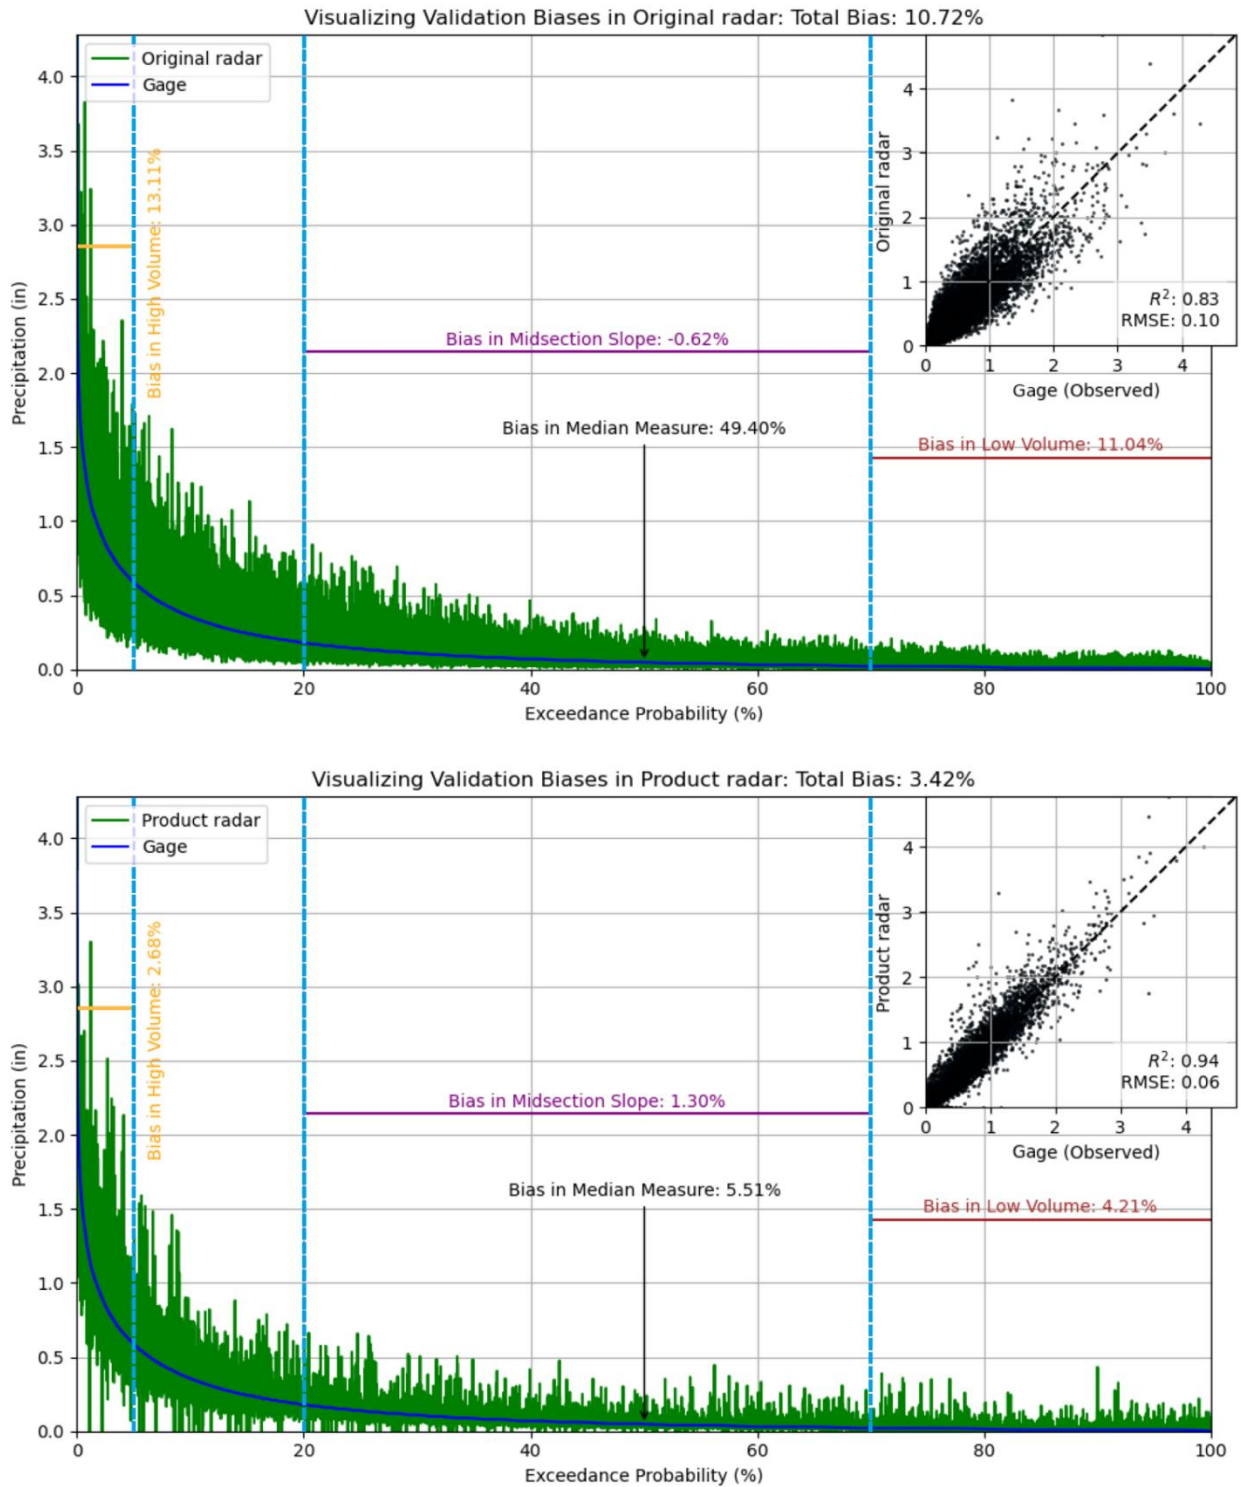 Visualizing Validation Biases in Original radar: Total Bias: 10.72%
Original radar
Gage
4.0
3.5
3.0
2.5
2.0
1.5
1.0
0.5
0.0
Precipitation (in)
Bias in High Volume: 13.11%
Bias in Midsection Slope: -0.62%
Bias in Median Measure: 49.40%
Bias in Low Volume: 11.04%
4
3
2
1
0
Original radar
R²: 0.83
RMSE: 0.10
0 1 2 3 4
Gage (Observed)
0 20 40 60 80 100
Exceedance Probability (%)
Visualizing Validation Biases in Product radar: Total Bias: 3.42%
Product radar
Gage
4.0
3.5
3.0
2.5
2.0
1.5
1.0
0.5
0.0
Precipitation (in)
Bias in High Volume: 2.68%
Bias in Midsection Slope: 1.30%
Bias in Median Measure: 5.51%
Bias in Low Volume: 4.21%
4
3
2
1
0
Product radar
R²: 0.94
RMSE: 0.06
0 1 2 3 4
Gage (Observed)
0 20 40 60 80 100
Exceedance Probability (%)